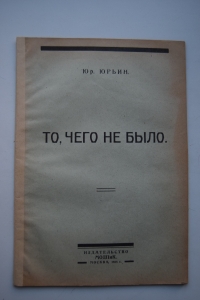 Юр. ЮРЬИН.
ТО, ЧЕГО НЕ БЫЛО.
ИЗДАТЕЛЬСТВО